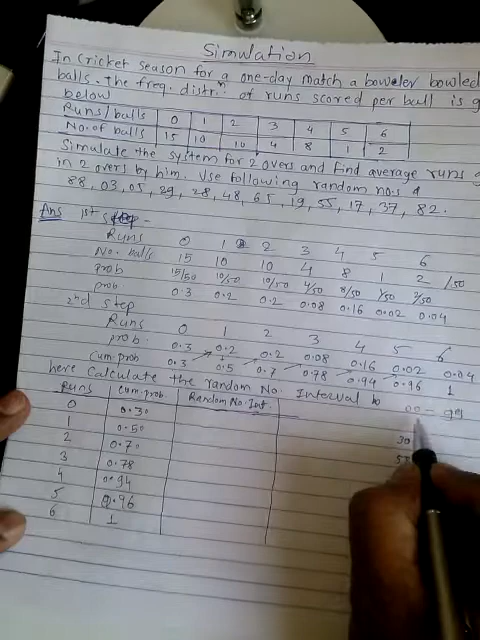 Simulation
In Cricket season for a one-day match a boweler bowled
balls. The freq. distrn. of runs scored per ball is g
below
Runs/balls 0 1 2 3 4 5 6
No. of balls 15 10 10 4 8 1 2
Simulate the system for 2 overs and find average runs g
in 2 overs by him. Use following random no.s
88, 03, 05, 29, 28, 48, 65, 19, 55, 17, 37, 82.
Ans 1st step -
Runs 0 1 2 3 4 5 6
No. balls 15 10 10 4 8 1 2 /50
prob 15/50 10/50 10/50 4/50 8/50 1/50 2/50
prob 0.3 0.2 0.2 0.08 0.16 0.02 0.04
2nd step
Runs 0 1 2 3 4 5 6
prob. 0.3 0.2 0.2 0.08 0.16 0.02 0.04
cum.prob 0.3 0.5 0.7 0.78 0.94 0.96 1
here Calculate the random No. Interval to 00 - 99
Runs cum.prob. Random No. Int.
0 0.30
1 0.50 30
2 0.70
3 0.78
4 0.94
5 0.96
6 1